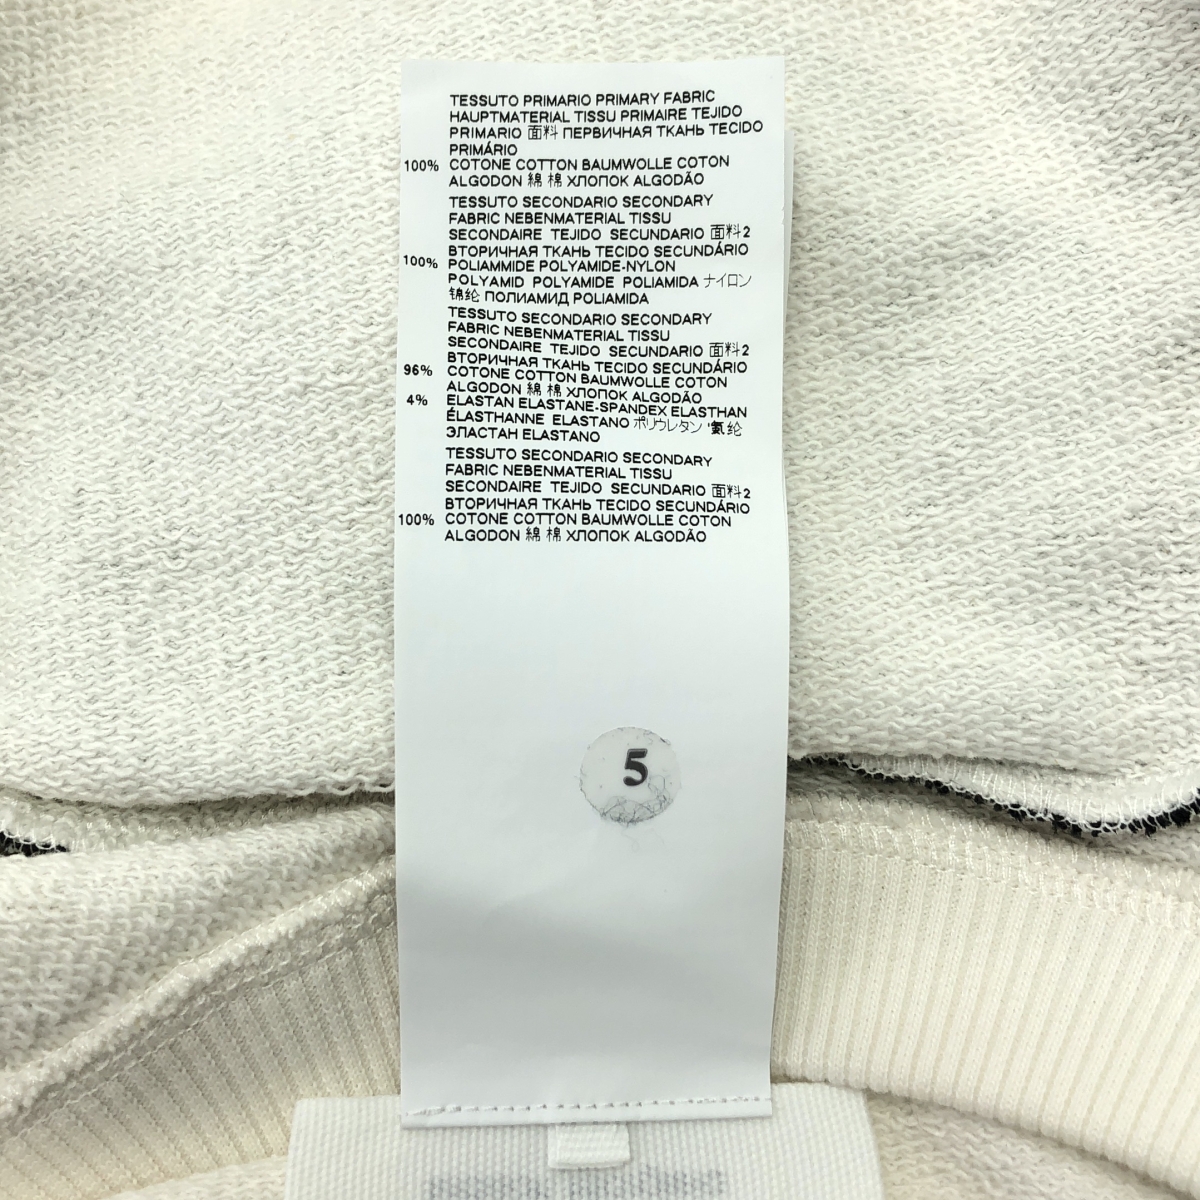 TESSUTO PRIMARIO PRIMARY FABRIC
HAUPTMATERIAL TISSU PRIMAIRE TEJIDO
PRIMARIO 面料 ПЕРВИЧНАЯ ТКАНЬ TECIDO
PRIMÁRIO
100% COTONE COTTON BAUMWOLLE COTON
ALGODON 綿 棉 ХЛОПОК ALGODÃO
TESSUTO SECONDARIO SECONDARY
FABRIC NEBENMATERIAL TISSU
SECONDAIRE TEJIDO SECUNDARIO 面料2
ВТОРИЧНАЯ ТКАНЬ TECIDO SECUNDÁRIO
100% POLIAMMIDE POLYAMIDE-NYLON
POLYAMID POLYAMIDE POLIAMIDA ナイロン
锦纶 ПОЛИАМИД POLIAMIDA
TESSUTO SECONDARIO SECONDARY
FABRIC NEBENMATERIAL TISSU
SECONDAIRE TEJIDO SECUNDARIO 面料2
ВТОРИЧНАЯ ТКАНЬ TECIDO SECUNDÁRIO
96% COTONE COTTON BAUMWOLLE COTON
ALGODON 綿 棉 ХЛОПОК ALGODÃO
4% ELASTAN ELASTANE-SPANDEX ELASTHAN
ÉLASTHANNE ELASTANO ポリウレタン '氨纶
ЭЛАСТАН ELASTANO
TESSUTO SECONDARIO SECONDARY
FABRIC NEBENMATERIAL TISSU
SECONDAIRE TEJIDO SECUNDARIO 面料2
ВТОРИЧНАЯ ТКАНЬ TECIDO SECUNDÁRIO
100% COTONE COTTON BAUMWOLLE COTON
ALGODON 綿 棉 ХЛОПОК ALGODÃO
5